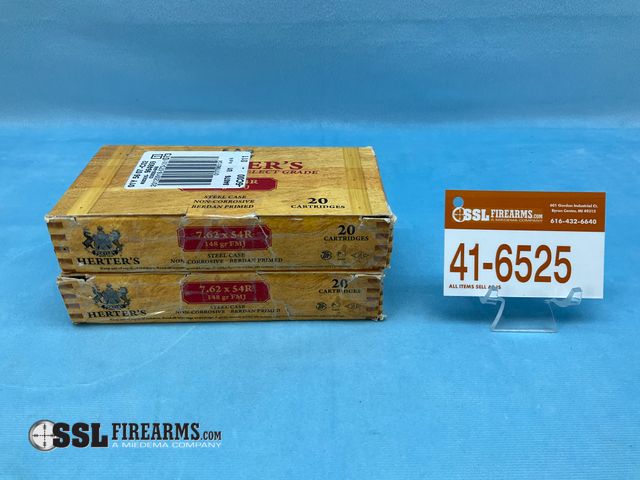 HERTER'S
SELECT GRADE
STEEL CASE
NON-CORROSIVE
BERDAN PRIMED
20
CARTRIDGES
HERTER'S
7.62 x 54R
148 gr FMJ
STEEL CASE
NON-CORROSIVE BERDAN PRIMED
20
CARTRIDGES
HERTER'S
7.62 x 54R
148 gr FMJ
STEEL CASE
NON-CORROSIVE BERDAN PRIMED
20
CARTRIDGES
SSL FIREARMS.COM
A MIEDEMA COMPANY
601 Gordon Industrial Ct.
Byron Center, MI 49315
616-432-6640
41-6525
ALL ITEMS SELL AS-IS
SSL FIREARMS.COM
A MIEDEMA COMPANY